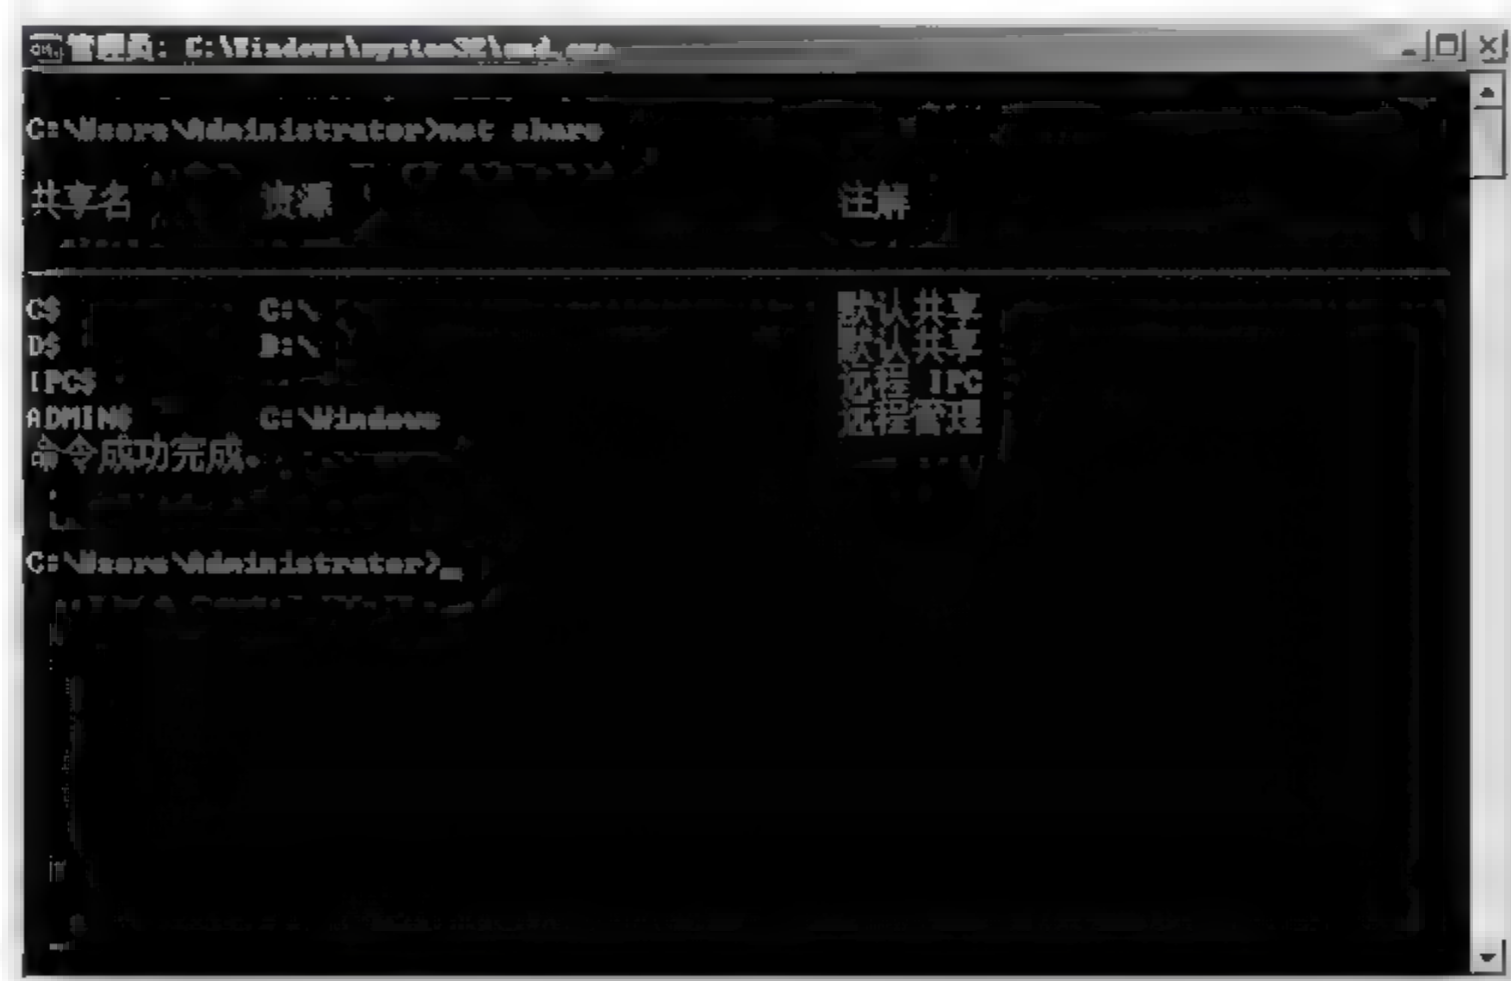 管理员: C:\Windows\system32\cmd.exe
C:\Users\Administrator>net share
共享名 资源 注解
C$ C:\ 默认共享
D$ D:\ 默认共享
IPC$ 远程 IPC
ADMIN$ C:\Windows 远程管理
命令成功完成。
C:\Users\Administrator>_